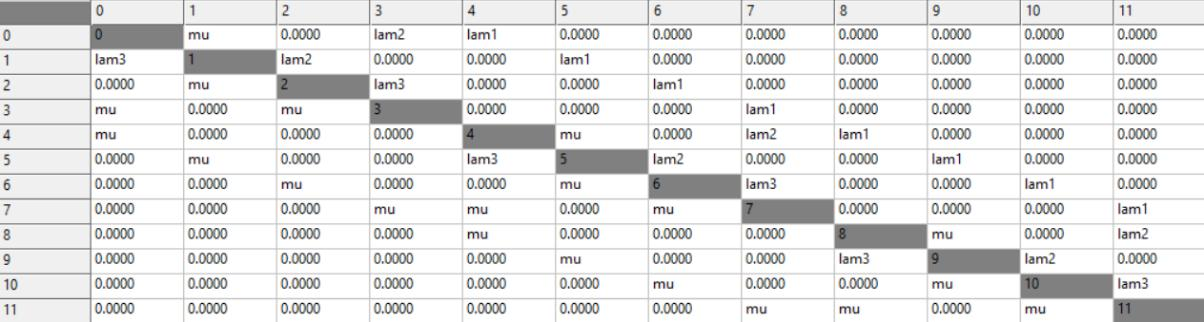 0 1 2 3 4 5 6 7 8 9 10 11
0 0 mu 0.0000 lam2 lam1 0.0000 0.0000 0.0000 0.0000 0.0000 0.0000 0.0000
1 lam3 1 lam2 0.0000 0.0000 lam1 0.0000 0.0000 0.0000 0.0000 0.0000 0.0000
2 0.0000 mu 2 lam3 0.0000 0.0000 lam1 0.0000 0.0000 0.0000 0.0000 0.0000
3 mu 0.0000 mu 3 0.0000 0.0000 0.0000 lam1 0.0000 0.0000 0.0000 0.0000
4 mu 0.0000 0.0000 0.0000 4 mu 0.0000 lam2 lam1 0.0000 0.0000 0.0000
5 0.0000 mu 0.0000 0.0000 lam3 5 lam2 0.0000 0.0000 lam1 0.0000 0.0000
6 0.0000 0.0000 mu 0.0000 0.0000 mu 6 lam3 0.0000 0.0000 lam1 0.0000
7 0.0000 0.0000 0.0000 mu mu 0.0000 mu 7 0.0000 0.0000 0.0000 lam1
8 0.0000 0.0000 0.0000 0.0000 mu 0.0000 0.0000 0.0000 8 mu 0.0000 lam2
9 0.0000 0.0000 0.0000 0.0000 0.0000 mu 0.0000 0.0000 lam3 9 lam2 0.0000
10 0.0000 0.0000 0.0000 0.0000 0.0000 0.0000 mu 0.0000 0.0000 mu 10 lam3
11 0.0000 0.0000 0.0000 0.0000 0.0000 0.0000 0.0000 mu mu 0.0000 mu 11